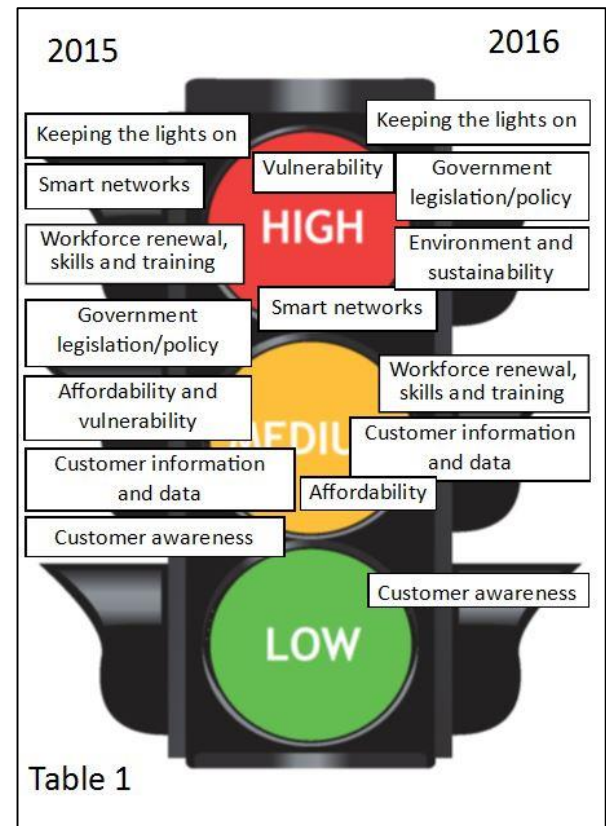 2015
2016
Keeping the lights on
Keeping the lights on
Vulnerability
Smart networks
Government
legislation/policy
HIGH
Workforce renewal,
skills and training
Environment and
sustainability
Smart networks
Government
legislation/policy
Workforce renewal,
skills and training
Affordability and
vulnerability
MEDIU
Customer information
and data
Customer information
and data
Affordability
Customer awareness
Customer awareness
LOW
Table 1